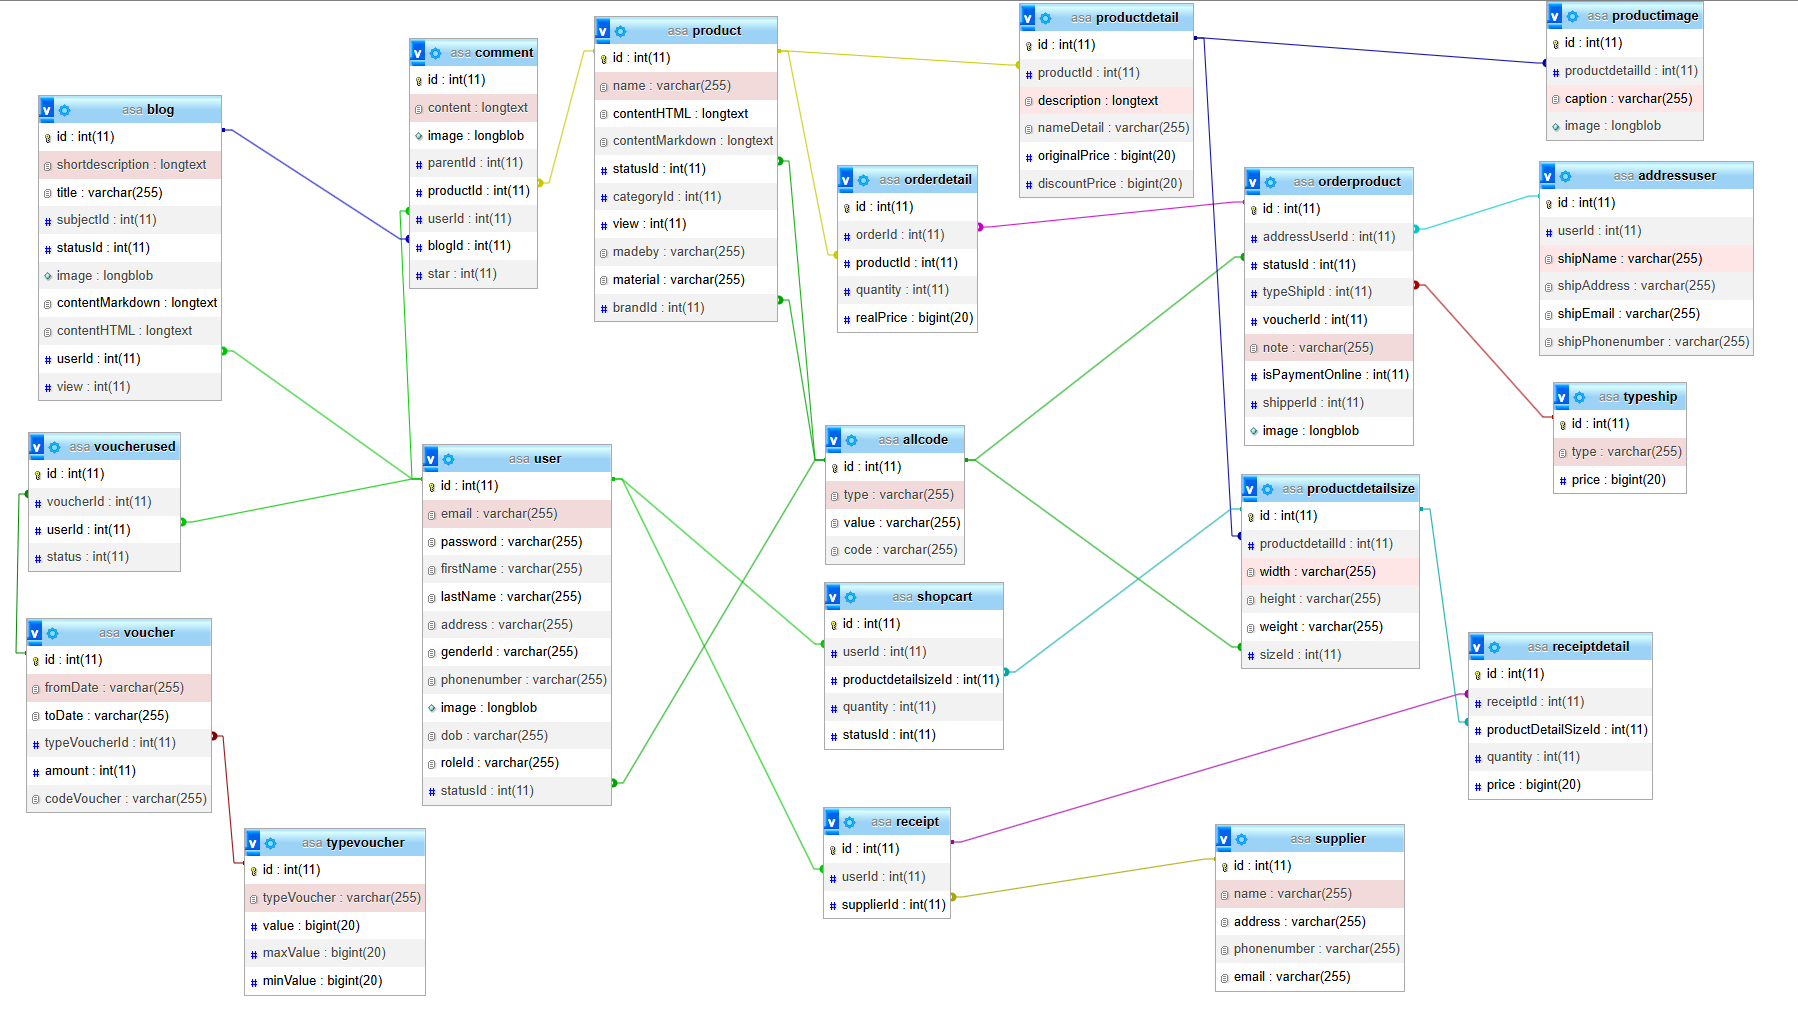 asa blog
id : int(11)
shortdescription : longtext
title : varchar(255)
subjectId : int(11)
statusId : int(11)
image : longblob
contentMarkdown : longtext
contentHTML : longtext
userId : int(11)
view : int(11)
asa comment
id : int(11)
content : longtext
image : longblob
parentId : int(11)
productId : int(11)
userId : int(11)
blogId : int(11)
star : int(11)
asa product
id : int(11)
name : varchar(255)
contentHTML : longtext
contentMarkdown : longtext
statusId : int(11)
categoryId : int(11)
view : int(11)
madeby : varchar(255)
material : varchar(255)
brandId : int(11)
asa productdetail
id : int(11)
productId : int(11)
description : longtext
nameDetail : varchar(255)
originalPrice : bigint(20)
discountPrice : bigint(20)
asa productimage
id : int(11)
productdetailId : int(11)
caption : varchar(255)
image : longblob
asa orderdetail
id : int(11)
orderId : int(11)
productId : int(11)
quantity : int(11)
realPrice : bigint(20)
asa orderproduct
id : int(11)
addressUserId : int(11)
statusId : int(11)
typeShipId : int(11)
voucherId : int(11)
note : varchar(255)
isPaymentOnline : int(11)
shipperId : int(11)
image : longblob
asa addressuser
id : int(11)
userId : int(11)
shipName : varchar(255)
shipAddress : varchar(255)
shipEmail : varchar(255)
shipPhonenumber : varchar(255)
asa typeship
id : int(11)
type : varchar(255)
price : bigint(20)
asa voucherused
id : int(11)
voucherId : int(11)
userId : int(11)
status : int(11)
asa user
id : int(11)
email : varchar(255)
password : varchar(255)
firstName : varchar(255)
lastName : varchar(255)
address : varchar(255)
genderId : varchar(255)
phonenumber : varchar(255)
image : longblob
dob : varchar(255)
roleId : varchar(255)
statusId : int(11)
asa allcode
id : int(11)
type : varchar(255)
value : varchar(255)
code : varchar(255)
asa productdetailsize
id : int(11)
productdetailId : int(11)
width : varchar(255)
height : varchar(255)
weight : varchar(255)
sizeId : int(11)
asa shopcart
id : int(11)
userId : int(11)
productdetailsizeId : int(11)
quantity : int(11)
statusId : int(11)
asa voucher
id : int(11)
fromDate : varchar(255)
toDate : varchar(255)
typeVoucherId : int(11)
amount : int(11)
codeVoucher : varchar(255)
asa receiptdetail
id : int(11)
receiptId : int(11)
productDetailSizeId : int(11)
quantity : int(11)
price : bigint(20)
asa typevoucher
id : int(11)
typeVoucher : varchar(255)
value : bigint(20)
maxValue : bigint(20)
minValue : bigint(20)
asa receipt
id : int(11)
userId : int(11)
supplierId : int(11)
asa supplier
id : int(11)
name : varchar(255)
address : varchar(255)
phonenumber : varchar(255)
email : varchar(255)